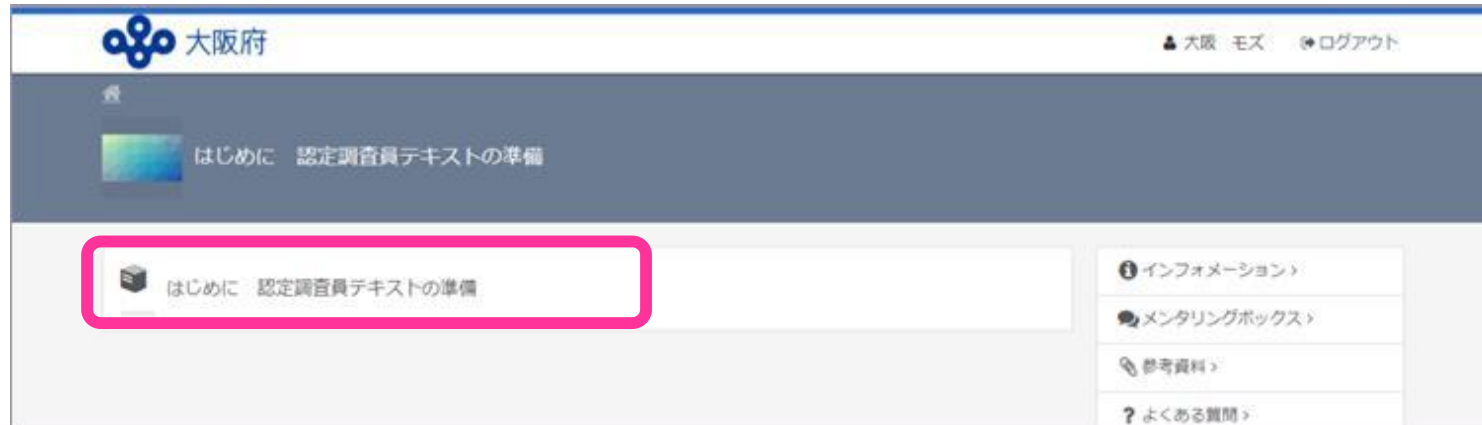 大阪府
大阪 モズ ログアウト
はじめに 認定調査員テキストの準備
はじめに 認定調査員テキストの準備
インフォメーション >
メンタリングボックス >
参考資料 >
? よくある質問 >